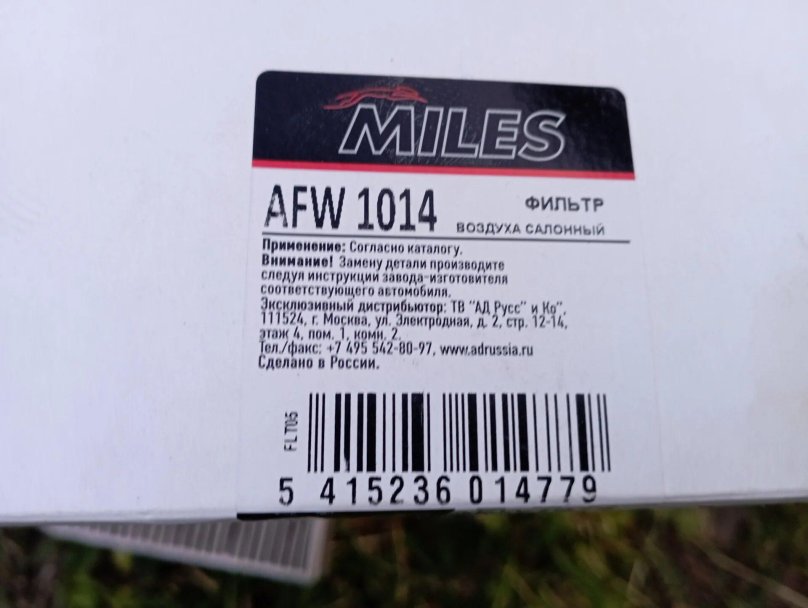 MILES
AFW 1014
ФИЛЬТР
ВОЗДУХА САЛОННЫЙ
Применение: Согласно каталогу.
Внимание! Замену детали производите
следуя инструкции завода-изготовителя
соответствующего автомобиля.
Эксклюзивный дистрибьютор: ТВ "АД Русс" и Ко",
111524, г. Москва, ул. Электродная, д. 2, стр. 12-14,
этаж 4, пом. 1, комн. 2.
Тел./факс: +7 495 542-80-97, www.adrussia.ru
Сделано в России.
FLT05
5 415236 014779